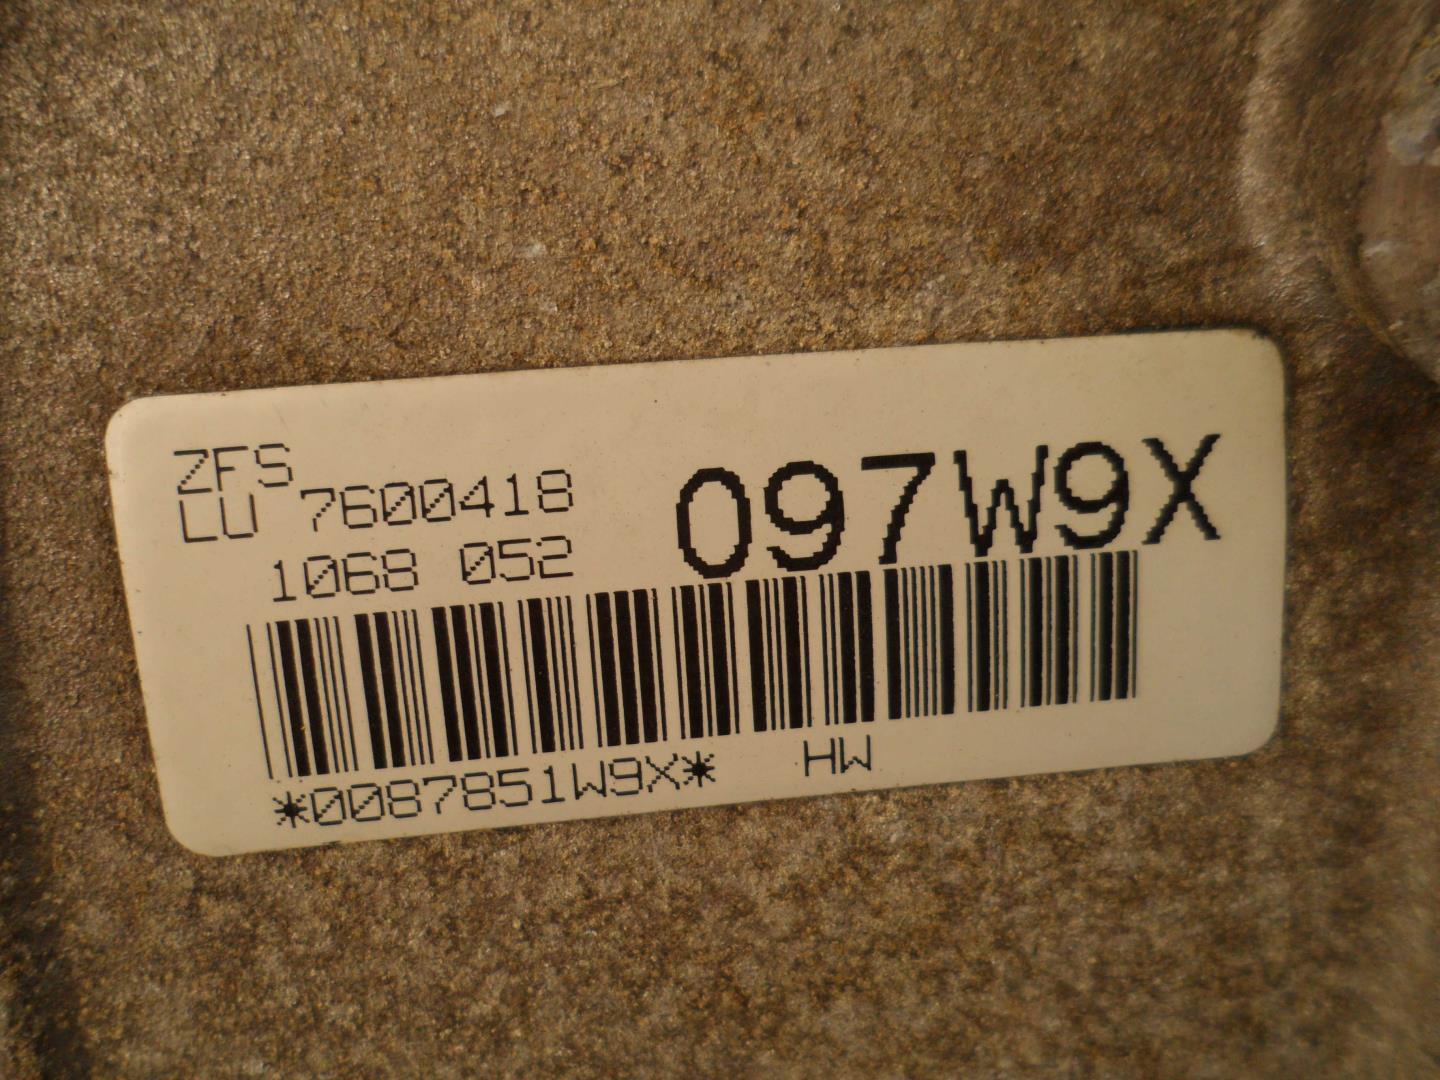 ZFS
LU 7600418
1068 052
097W9X
*0087851W9X* HW